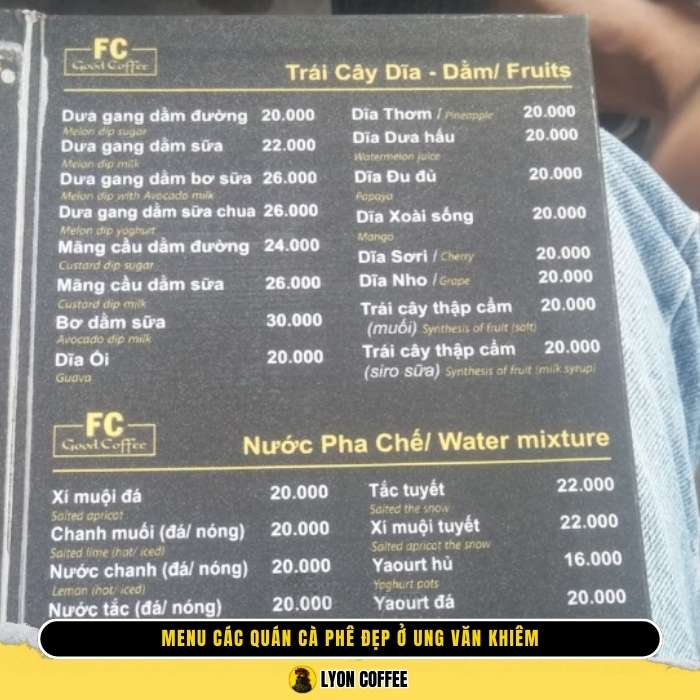 FC
Good Coffee
Trái Cây Dĩa - Dằm/ Fruits
Dưa gang dằm đường 20.000
Melon dip sugar
Dưa gang dằm sữa 22.000
Melon dip milk
Dưa gang dằm bơ sữa 26.000
Melon dip with Avocado milk
Dưa gang dằm sữa chua 26.000
Melon dip yoghurt
Mãng cầu dằm đường 24.000
Custard dip sugar
Mãng cầu dằm sữa 26.000
Custard dip milk
Bơ dằm sữa 30.000
Avocado dip milk
Dĩa Ổi 20.000
Guava
Dĩa Thơm / Pineapple 20.000
Dĩa Dưa hấu 20.000
Watermelon juice
Dĩa Đu đủ 20.000
Papaya
Dĩa Xoài sống 20.000
Mango
Dĩa Sơri / Cherry 20.000
Dĩa Nho / Grape 20.000
Trái cây thập cẩm 20.000
(muối) Synthesis of fruit (salt)
Trái cây thập cẩm 20.000
(siro sữa) Synthesis of fruit (milk syrup)
FC
Good Coffee
Nước Pha Chế/ Water mixture
Xí muội đá 20.000
Salted apricot
Chanh muối (đá/ nóng) 20.000
Salted lime (hot/ iced)
Nước chanh (đá/ nóng) 20.000
Lemon (hot/ iced)
Nước tắc (đá/ nóng) 20.000
Tắc tuyết 22.000
Salted the snow
Xí muội tuyết 22.000
Salted apricot the snow
Yaourt hủ 16.000
Yoghurt pots
Yaourt đá 20.000
MENU CÁC QUÁN CÀ PHÊ ĐẸP Ở UNG VĂN KHIÊM
LYON COFFEE